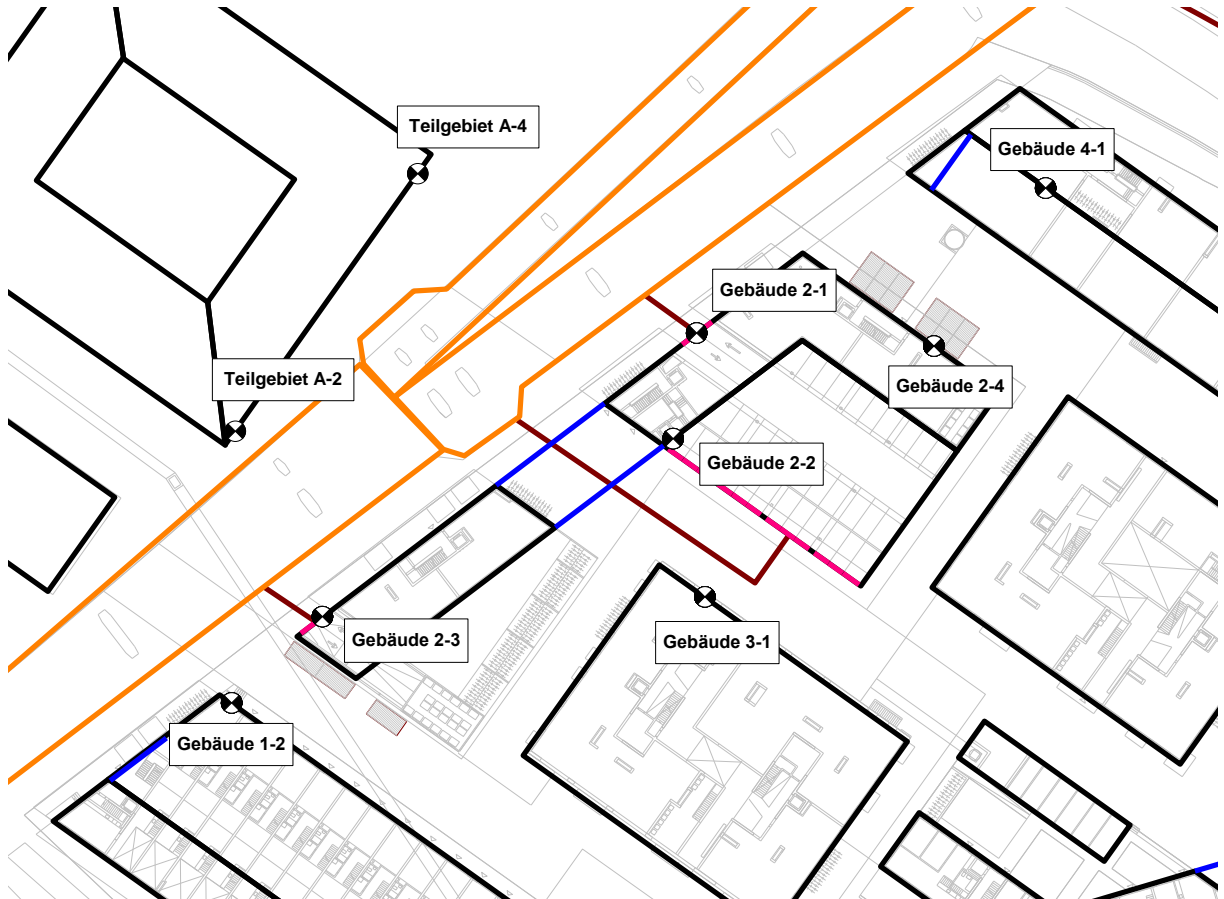 Teilgebiet A-4
Gebäude 4-1
Gebäude 2-1
Teilgebiet A-2
Gebäude 2-4
Gebäude 2-2
Gebäude 2-3
Gebäude 3-1
Gebäude 1-2